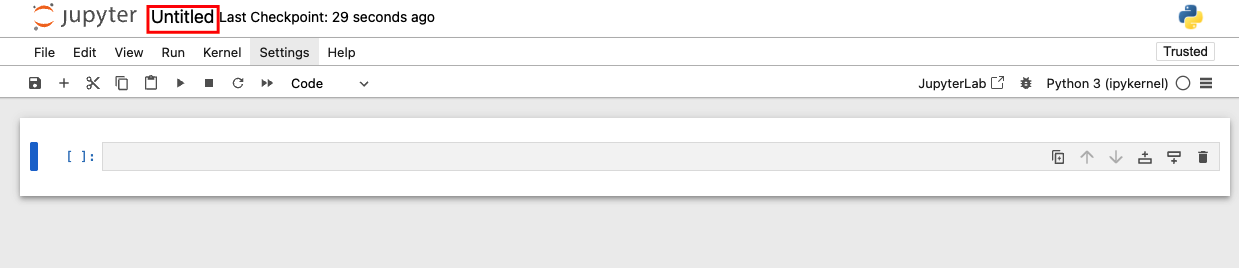 jupyter Untitled Last Checkpoint: 29 seconds ago
File Edit View Run Kernel Settings Help Trusted
Code JupyterLab Python 3 (ipykernel)
[ ]: